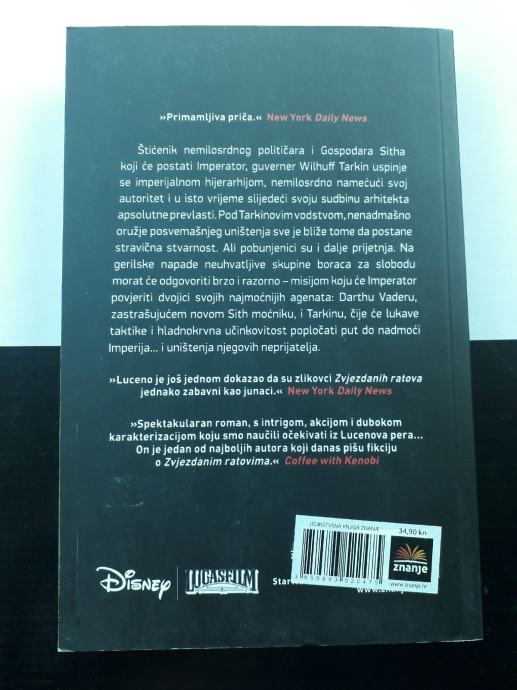 »Primamljiva priča.« New York Daily News
Štićenik nemilosrdnog političara i Gospodara Sitha
koji će postati Imperator, guverner Wilhuff Tarkin uspinje
se imperijalnom hijerarhijom, nemilosrdno namećući svoj
autoritet i u isto vrijeme slijedeći svoju sudbinu arhitekta
apsolutne prevlasti. Pod Tarkinovim vodstvom, nenadmašno
oružje posvemašnjeg uništenja sve je bliže tome da postane
stravična stvarnost. Ali pobunjenici su i dalje prijetnja. Na
gerilske napade neuhvatljive skupine boraca za slobodu
morat će odgovoriti brzo i razorno – misijom koju će Imperator
povjeriti dvojici svojih najmoćnijih agenata: Darthu Vaderu,
zastrašujućem novom Sith moćniku, i Tarkinu, čije će lukave
taktike i hladnokrvna učinkovitost popločati put do nadmoći
Imperija... i uništenja njegovih neprijatelja.
»Luceno je još jednom dokazao da su zlikovci Zvjezdanih ratova
jednako zabavni kao junaci.« New York Daily News
»Spektakularan roman, s intrigom, akcijom i dubokom
karakterizacijom koju smo naučili očekivati iz Lucenova pera...
On je jedan od najboljih autora koji danas pišu fikciju
o Zvjezdanim ratovima.« Coffee with Kenobi
JEDINSTVENA KNJIGA ZNANJE
34,90 kn
znanje
www.znanje.hr
3 859893 522475
Disney
LUCASFILM